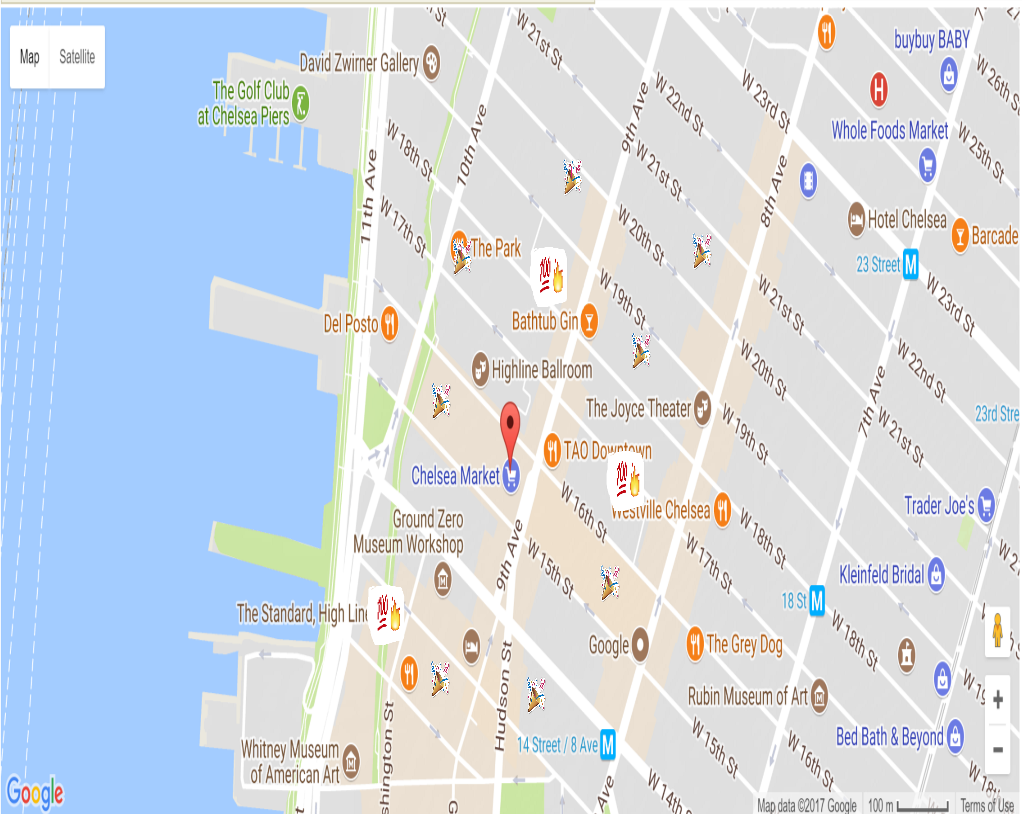 Map
Satellite
David Zwirner Gallery
The Golf Club
at Chelsea Piers
W 21st St
W 22nd St
W 23rd St
buybuy BABY
W 26th St
Whole Foods Market
W 25th St
W 18th St
10th Ave
9th Ave
W 21st St
8th Ave
11th Ave
W 17th St
The Park
W 20th St
Hotel Chelsea
Barcade
23 Street
M
Del Posto
Bathtub Gin
W 19th St
W 21st St
W 23rd St
Highline Ballroom
W 20th St
W 22nd St
The Joyce Theater
W 19th St
7th Ave
W 21st St
23rd Stre
TAO Downtown
Chelsea Market
W 16th St
Westville Chelsea
W 18th St
Trader Joe's
Ground Zero
Museum Workshop
W 15th St
9th Ave
W 17th St
Kleinfeld Bridal
The Standard, High Lin
18 St
M
W 18th St
Google
The Grey Dog
Hudson St
Rubin Museum of Art
W 15th St
W 16th St
Bed Bath & Beyond
14 Street / 8 Ave
M
Whitney Museum
of American Art
shington St
Ave
W 14th S
Google
Map data ©2017 Google
100 m
Terms of Use